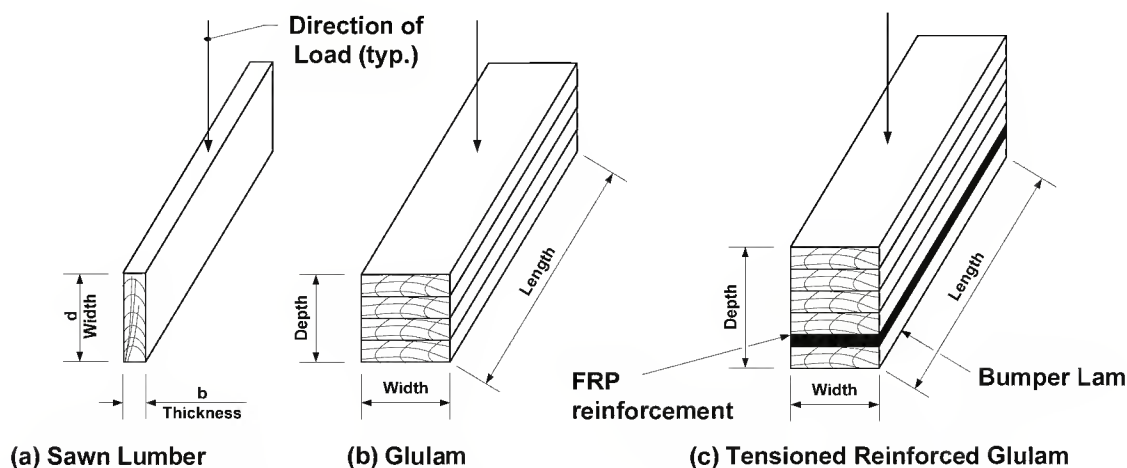 Direction of
Load (typ.)
d
Width
b
Thickness
(a) Sawn Lumber
Depth
Width
Length
(b) Glulam
Depth
Width
Length
FRP
reinforcement
Bumper Lam
(c) Tensioned Reinforced Glulam